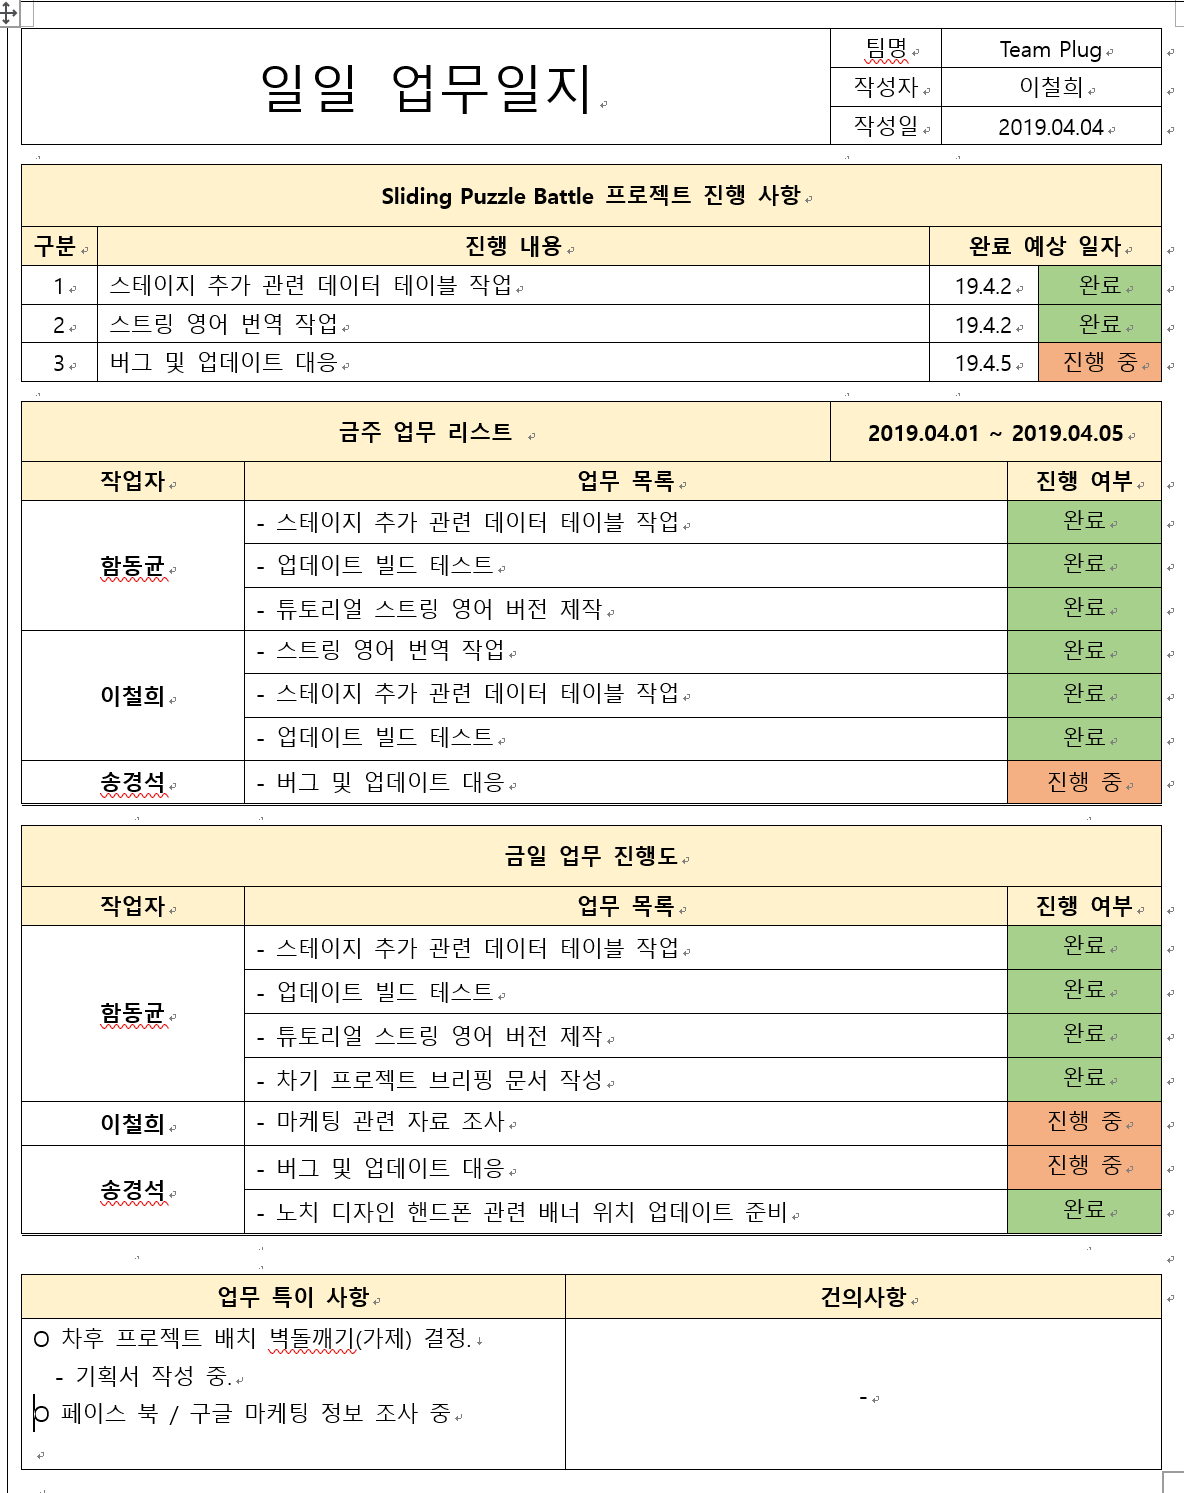 일일 업무일지
팀명 Team Plug
작성자 이철희
작성일 2019.04.04
Sliding Puzzle Battle 프로젝트 진행 사항
구분 진행 내용 완료 예상 일자
1 스테이지 추가 관련 데이터 테이블 작업 19.4.2 완료
2 스트링 영어 번역 작업 19.4.2 완료
3 버그 및 업데이트 대응 19.4.5 진행 중
금주 업무 리스트 2019.04.01 ~ 2019.04.05
작업자 업무 목록 진행 여부
함동균
- 스테이지 추가 관련 데이터 테이블 작업 완료
- 업데이트 빌드 테스트 완료
- 튜토리얼 스트링 영어 버전 제작 완료
이철희
- 스트링 영어 번역 작업 완료
- 스테이지 추가 관련 데이터 테이블 작업 완료
- 업데이트 빌드 테스트 완료
송경석 - 버그 및 업데이트 대응 진행 중
금일 업무 진행도
작업자 업무 목록 진행 여부
함동균
- 스테이지 추가 관련 데이터 테이블 작업 완료
- 업데이트 빌드 테스트 완료
- 튜토리얼 스트링 영어 버전 제작 완료
- 차기 프로젝트 브리핑 문서 작성 완료
이철희 - 마케팅 관련 자료 조사 진행 중
송경석
- 버그 및 업데이트 대응 진행 중
- 노치 디자인 핸드폰 관련 배너 위치 업데이트 준비 완료
업무 특이 사항 건의사항
O 차후 프로젝트 배치 벽돌깨기(가제) 결정.
- 기획서 작성 중.
O 페이스 북 / 구글 마케팅 정보 조사 중
-